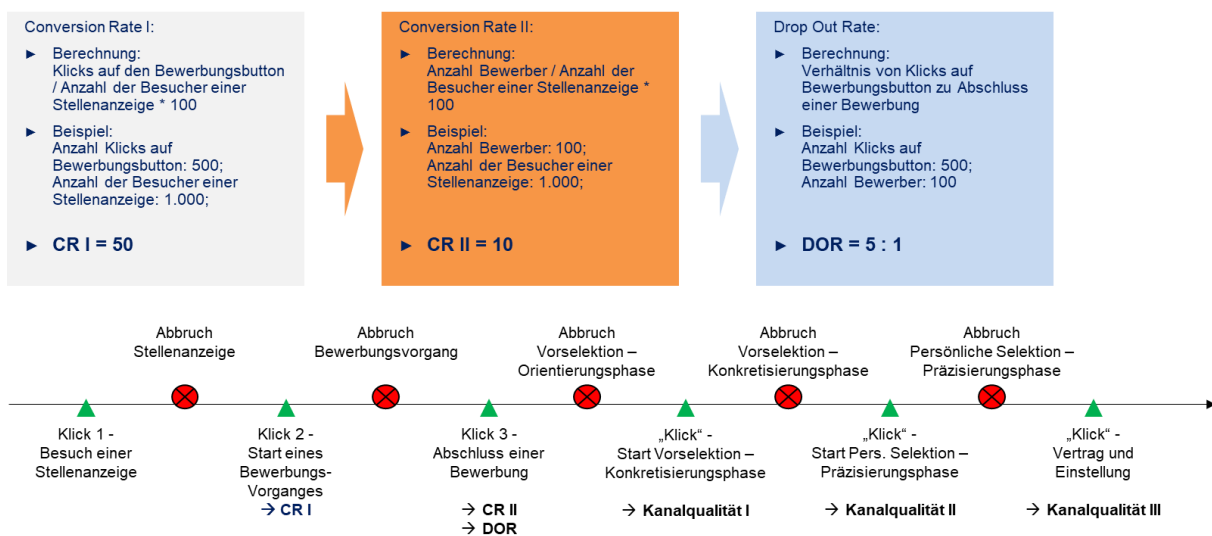 Conversion Rate I:
► Berechnung:
Klicks auf den Bewerbungsbutton
/ Anzahl der Besucher einer
Stellenanzeige * 100
► Beispiel:
Anzahl Klicks auf
Bewerbungsbutton: 500;
Anzahl der Besucher einer
Stellenanzeige: 1.000;
► CR I = 50
Conversion Rate II:
► Berechnung:
Anzahl Bewerber / Anzahl der
Besucher einer Stellenanzeige *
100
► Beispiel:
Anzahl Bewerber: 100;
Anzahl der Besucher einer
Stellenanzeige: 1.000;
► CR II = 10
Drop Out Rate:
► Berechnung:
Verhältnis von Klicks auf
Bewerbungsbutton zu Abschluss
einer Bewerbung
► Beispiel:
Anzahl Klicks auf
Bewerbungsbutton: 500;
Anzahl Bewerber: 100
► DOR = 5 : 1
Abbruch
Stellenanzeige
Abbruch
Bewerbungsvorgang
Abbruch
Vorselektion –
Orientierungsphase
Abbruch
Vorselektion –
Konkretisierungsphase
Abbruch
Persönliche Selektion –
Präzisierungsphase
Klick 1 -
Besuch einer
Stellenanzeige
Klick 2 -
Start eines
Bewerbungs-
Vorganges
→ CR I
Klick 3 -
Abschluss einer
Bewerbung
→ CR II
→ DOR
„Klick“ -
Start Vorselektion –
Konkretisierungsphase
→ Kanalqualität I
„Klick“ -
Start Pers. Selektion –
Präzisierungsphase
→ Kanalqualität II
„Klick“ -
Vertrag und
Einstellung
→ Kanalqualität III